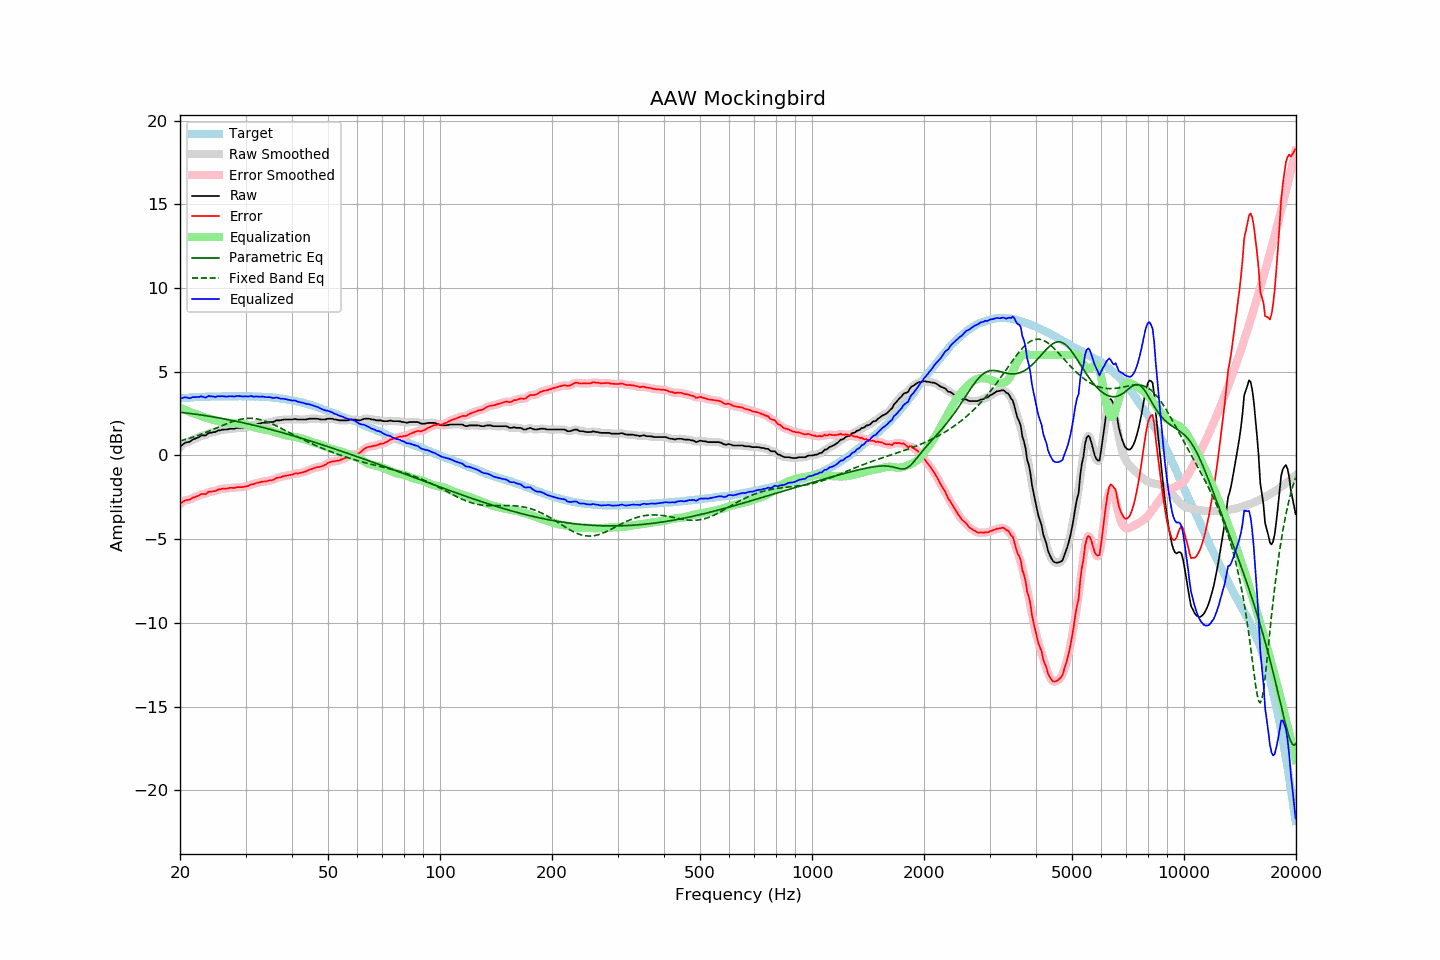 AAW Mockingbird
20
15
10
5
0
−5
−10
−15
−20
Amplitude (dBr)
Target
Raw Smoothed
Error Smoothed
Raw
Error
Equalization
Parametric Eq
Fixed Band Eq
Equalized
20 50 100 200 500 1000 2000 5000 10000 20000
Frequency (Hz)